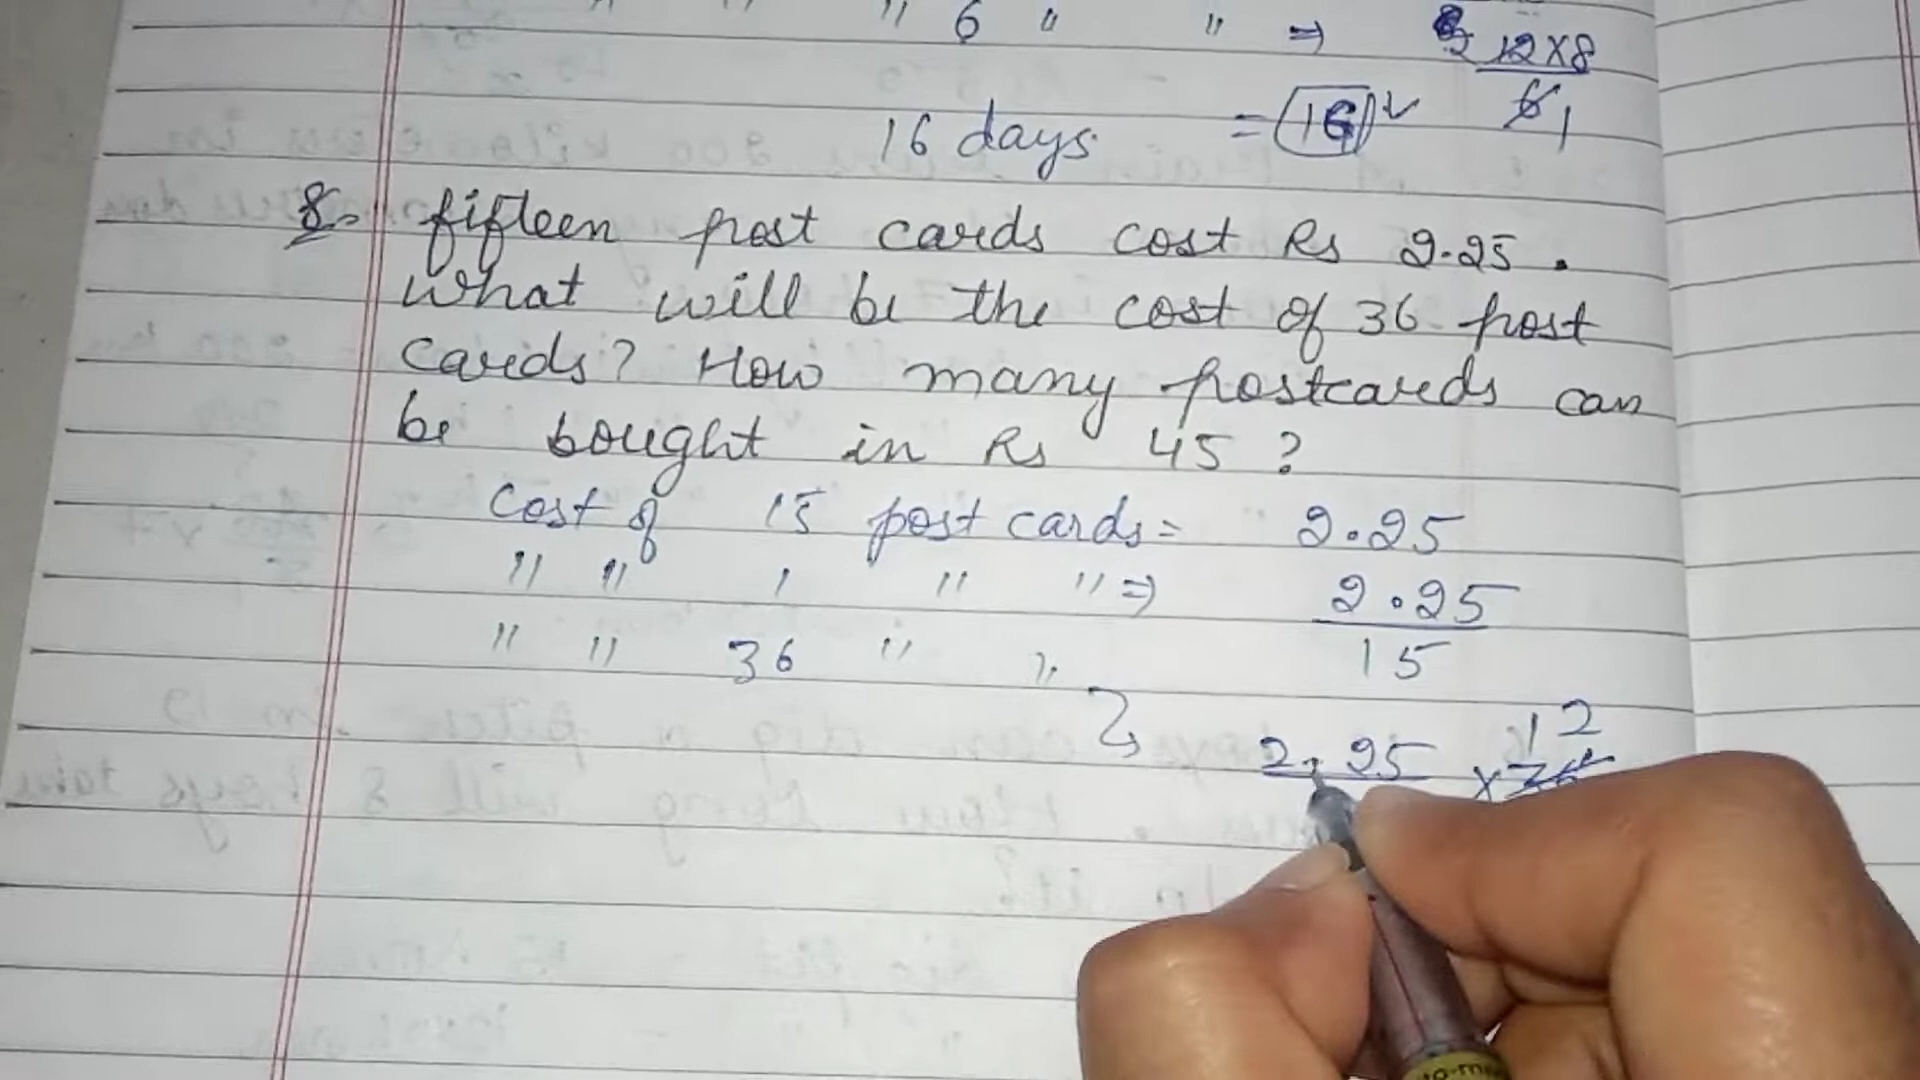 " 6 " " ⇒ 12×8
6 1
16 days = 16
8. fifteen post cards cost Rs 2.25.
What will be the cost of 36 post
cards? How many postcards can
be bought in Rs 45?
Cost of 15 post cards = 2.25
" " 1 " " ⇒ 2.25
15
" " 36 " "
12
2.25 × 36